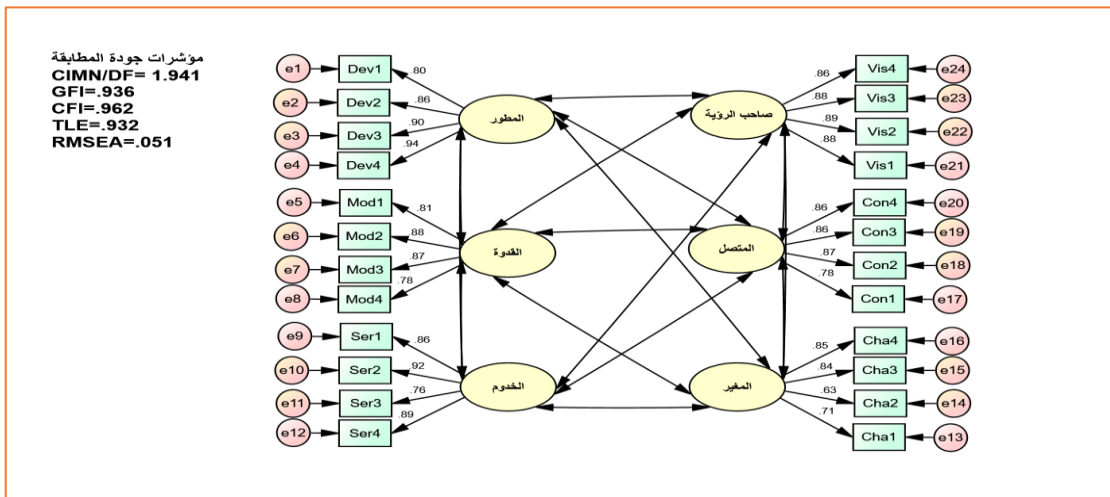 مؤشرات جودة المطابقة
CIMN/DF= 1.941
GFI=.936
CFI=.962
TLE=.932
RMSEA=.051
e1 Dev1 .80
e2 Dev2 .86
e3 Dev3 .90
e4 Dev4 .94
المطور
e5 Mod1 .81
e6 Mod2 .88
e7 Mod3 .87
e8 Mod4 .78
القدوة
e9 Ser1 .86
e10 Ser2 .92
e11 Ser3 .76
e12 Ser4 .89
الخدوم
صاحب الرؤية
.86 Vis4 e24
.88 Vis3 e23
.89 Vis2 e22
.88 Vis1 e21
المتصل
.86 Con4 e20
.86 Con3 e19
.87 Con2 e18
.78 Con1 e17
المغير
.85 Cha4 e16
.84 Cha3 e15
.63 Cha2 e14
.71 Cha1 e13